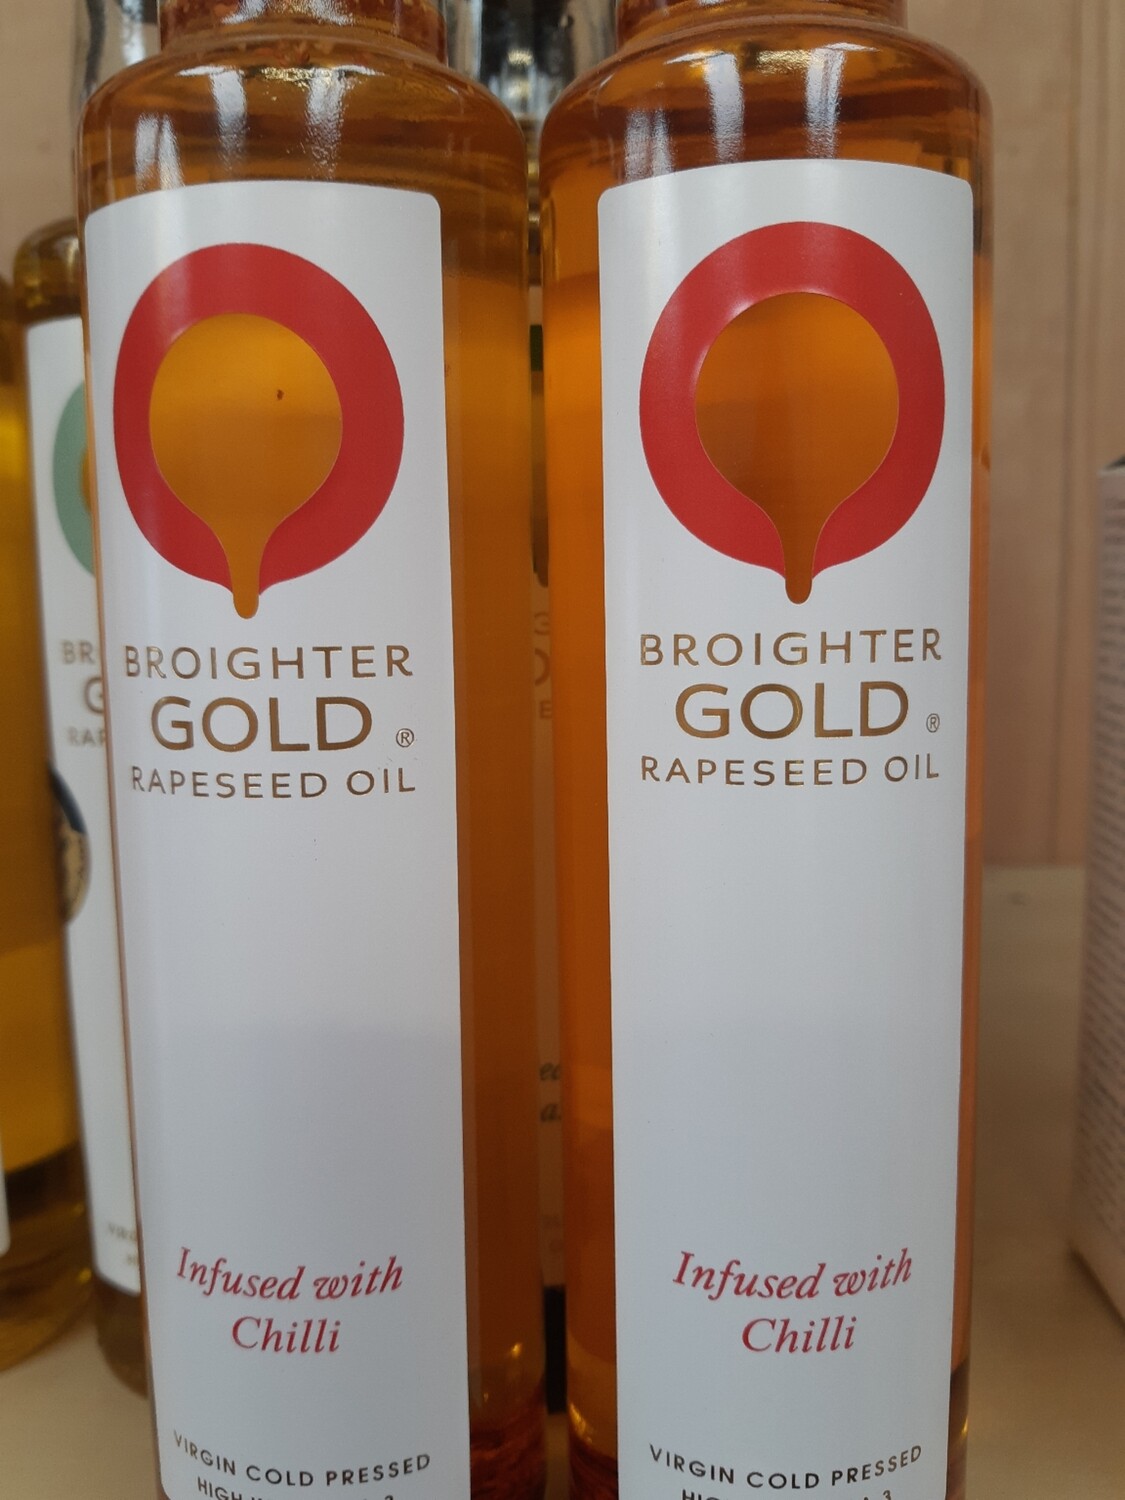 BROIGHTER
GOLD ®
RAPESEED OIL
Infused with
Chilli
VIRGIN COLD PRESSED
BROIGHTER
GOLD ®
RAPESEED OIL
Infused with
Chilli
VIRGIN COLD PRESSED